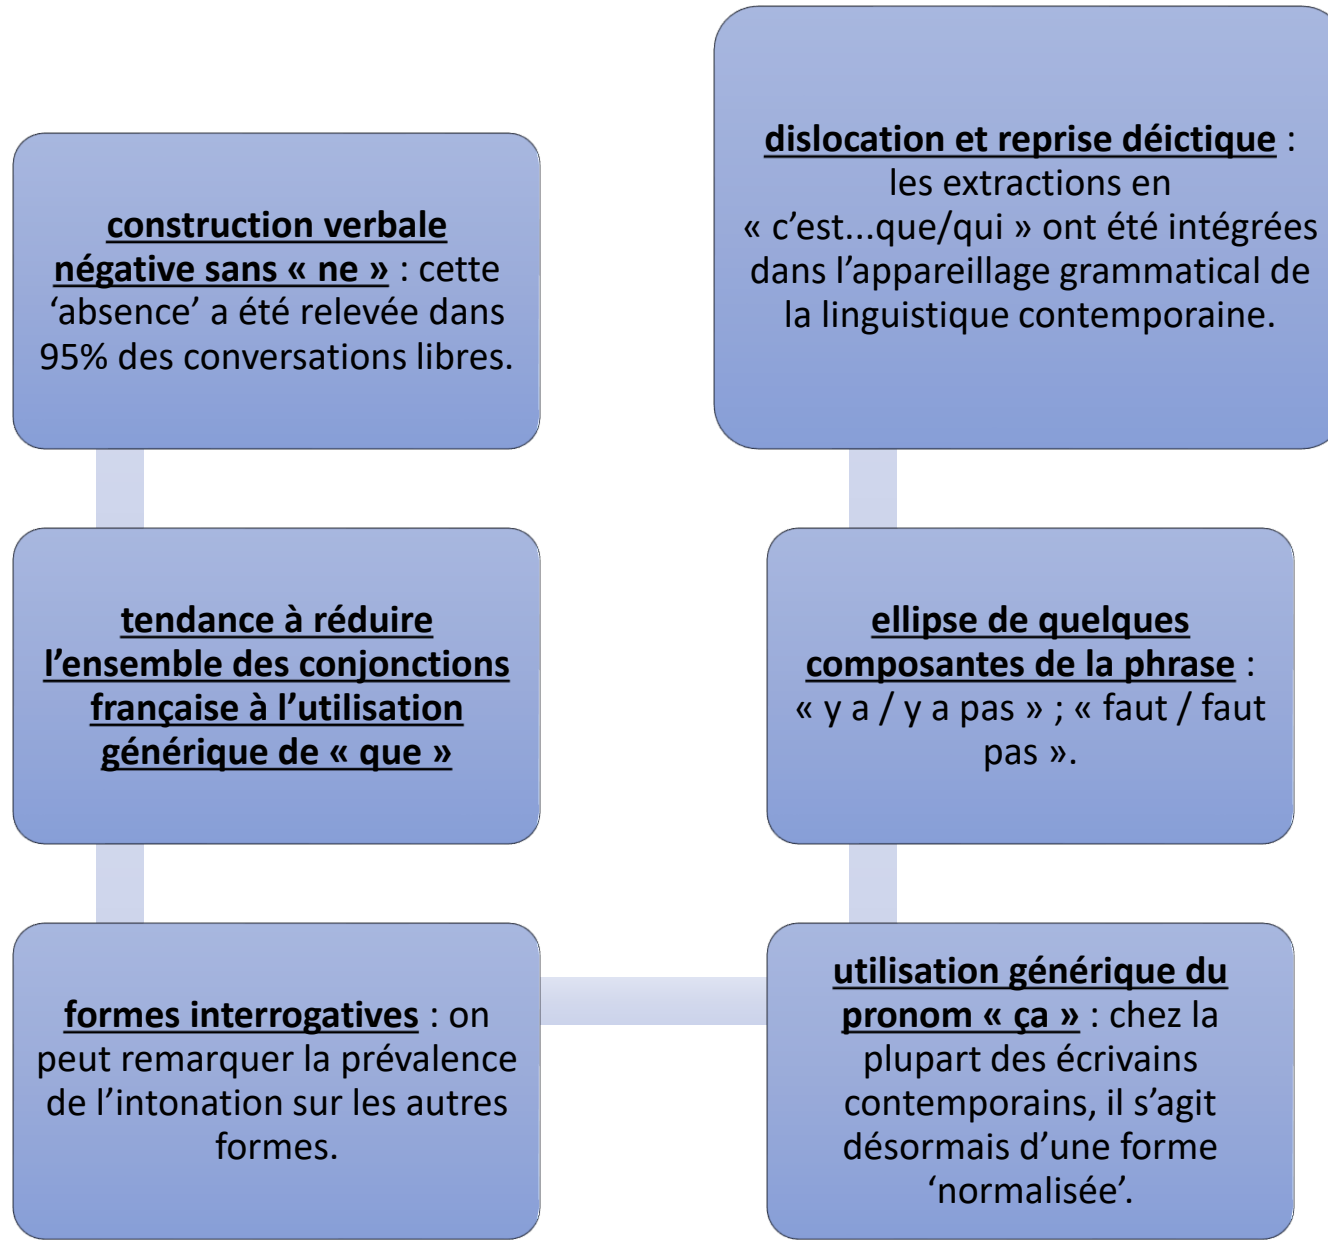 construction verbale
négative sans « ne » : cette
‘absence’ a été relevée dans
95% des conversations libres.
tendance à réduire
l’ensemble des conjonctions
française à l’utilisation
générique de « que »
formes interrogatives : on
peut remarquer la prévalence
de l’intonation sur les autres
formes.
utilisation générique du
pronom « ça » : chez la
plupart des écrivains
contemporains, il s’agit
désormais d’une forme
‘normalisée’.
ellipse de quelques
composantes de la phrase :
« y a / y a pas » ; « faut / faut
pas ».
dislocation et reprise déictique :
les extractions en
« c’est...que/qui » ont été intégrées
dans l’appareillage grammatical de
la linguistique contemporaine.